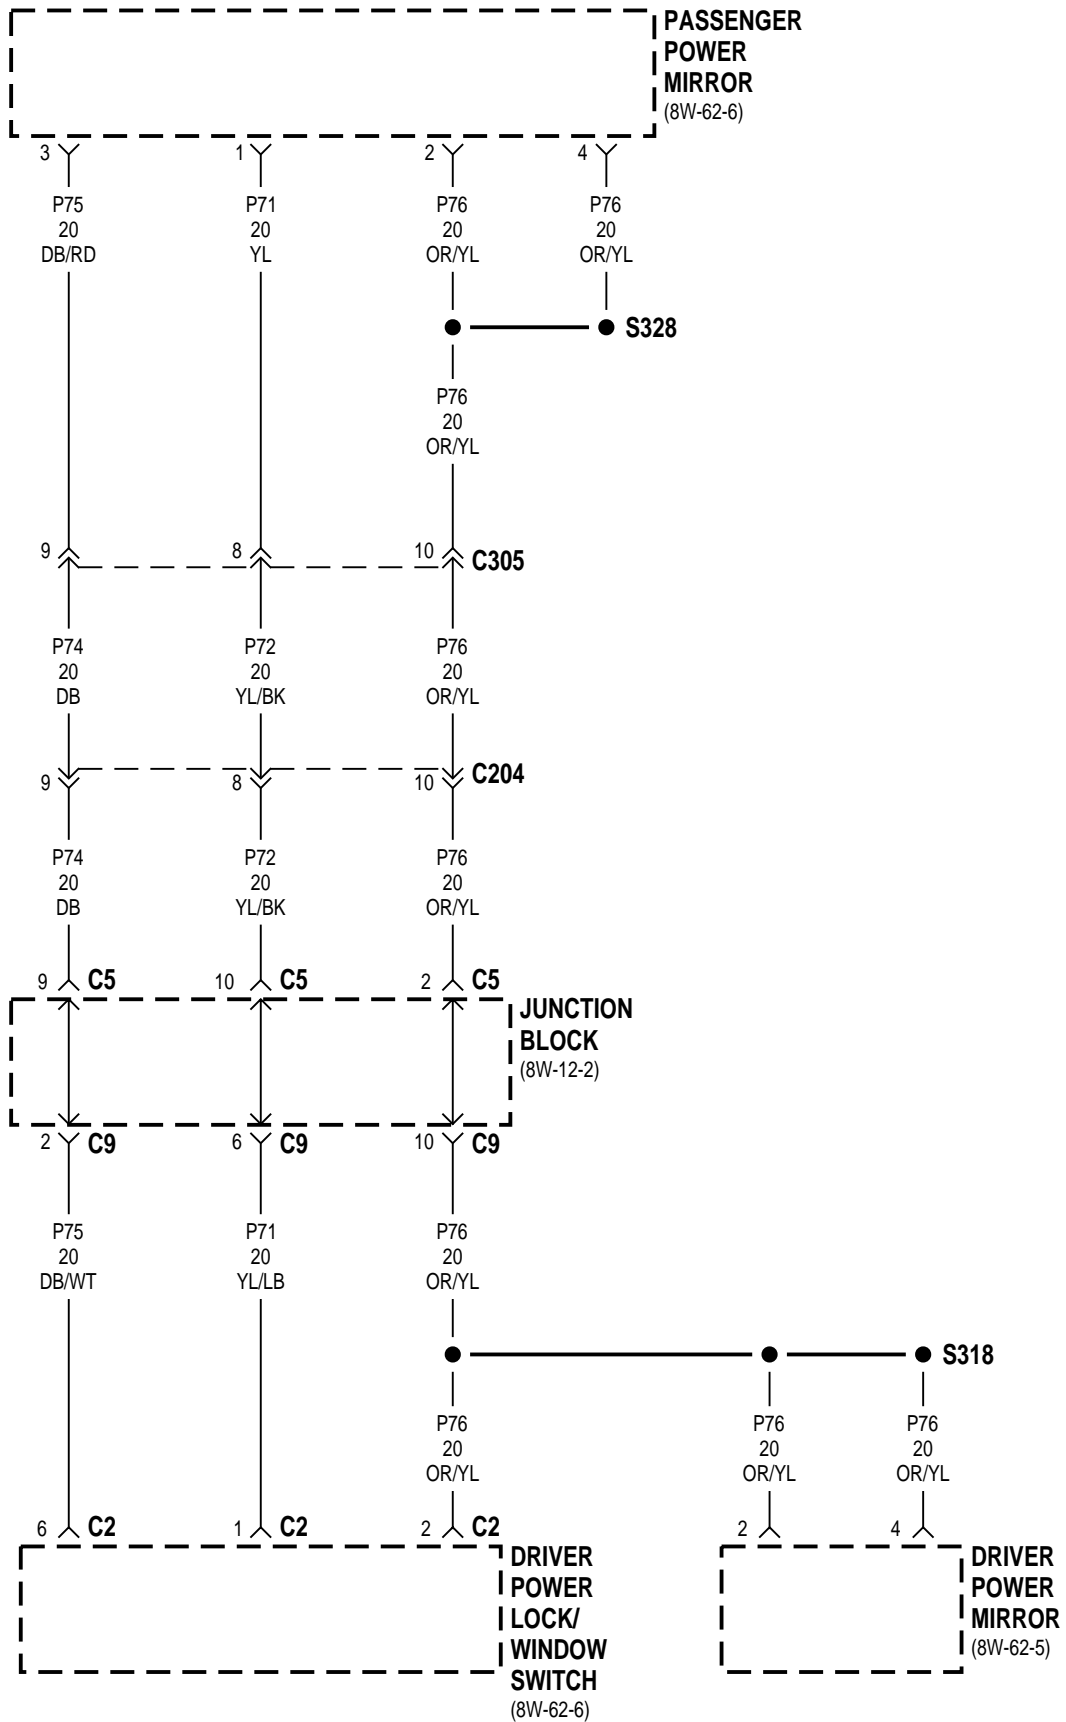 PASSENGER
POWER
MIRROR
(8W-62-6)
3 1 2 4
P75 P71 P76 P76
20 20 20 20
DB/RD YL OR/YL OR/YL
S328
P76
20
OR/YL
9 8 10 C305
P74 P72 P76
20 20 20
DB YL/BK OR/YL
9 8 10 C204
P74 P72 P76
20 20 20
DB YL/BK OR/YL
9 C5 10 C5 2 C5
JUNCTION
BLOCK
(8W-12-2)
2 C9 6 C9 10 C9
P75 P71 P76
20 20 20
DB/WT YL/LB OR/YL
S318
P76 P76 P76
20 20 20
OR/YL OR/YL OR/YL
6 C2 1 C2 2 C2 2 4
DRIVER
POWER
LOCK/
WINDOW
SWITCH
(8W-62-6)
DRIVER
POWER
MIRROR
(8W-62-5)